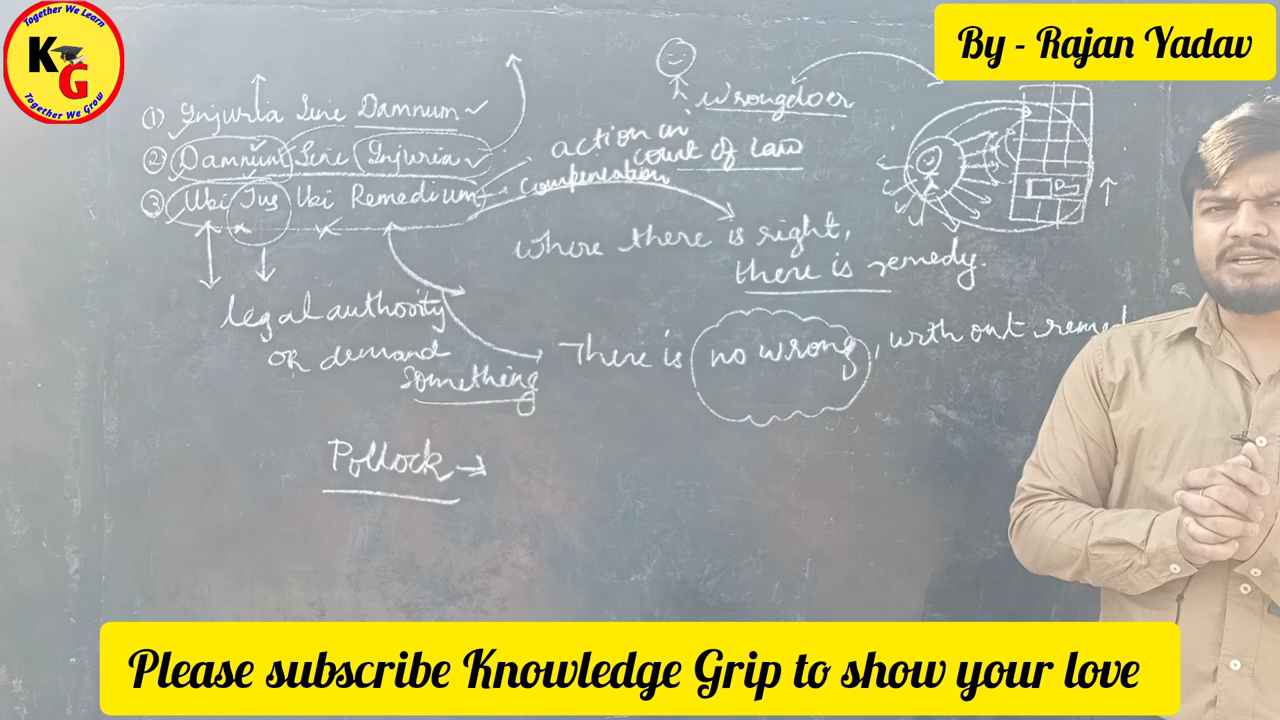 Together We Learn
KG
Together We Grow
By - Rajan Yadav
(1) Injuria Sine Damnum
(2) Damnum Sine Injuria
(3) Ubi Jus Ubi Remedium
wrongdoer
action in
court of law
compensation
where there is right,
there is remedy.
legal authority
or demand
something
There is no wrong, without remed
Pollock →
Please subscribe Knowledge Grip to show your love